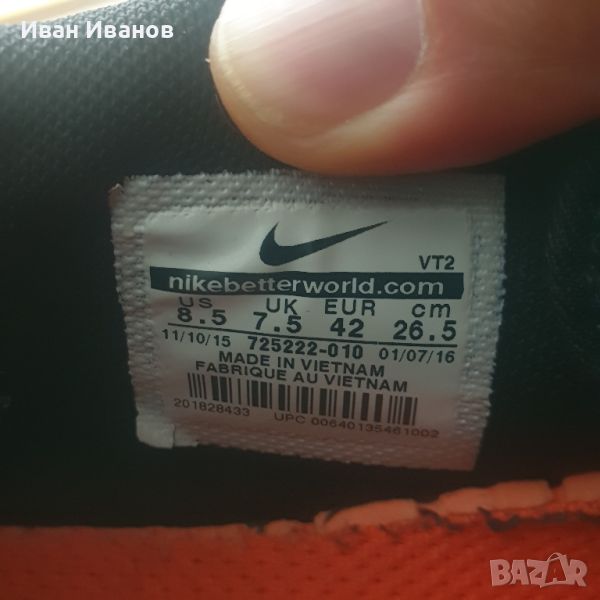 Иван Иванов
VT2
nikebetterworld.com
US UK EUR cm
8.5 7.5 42 26.5
11/10/15 725222-010 01/07/16
MADE IN VIETNAM
FABRIQUE AU VIETNAM
201828433 UPC 00640135461002
BAZAR